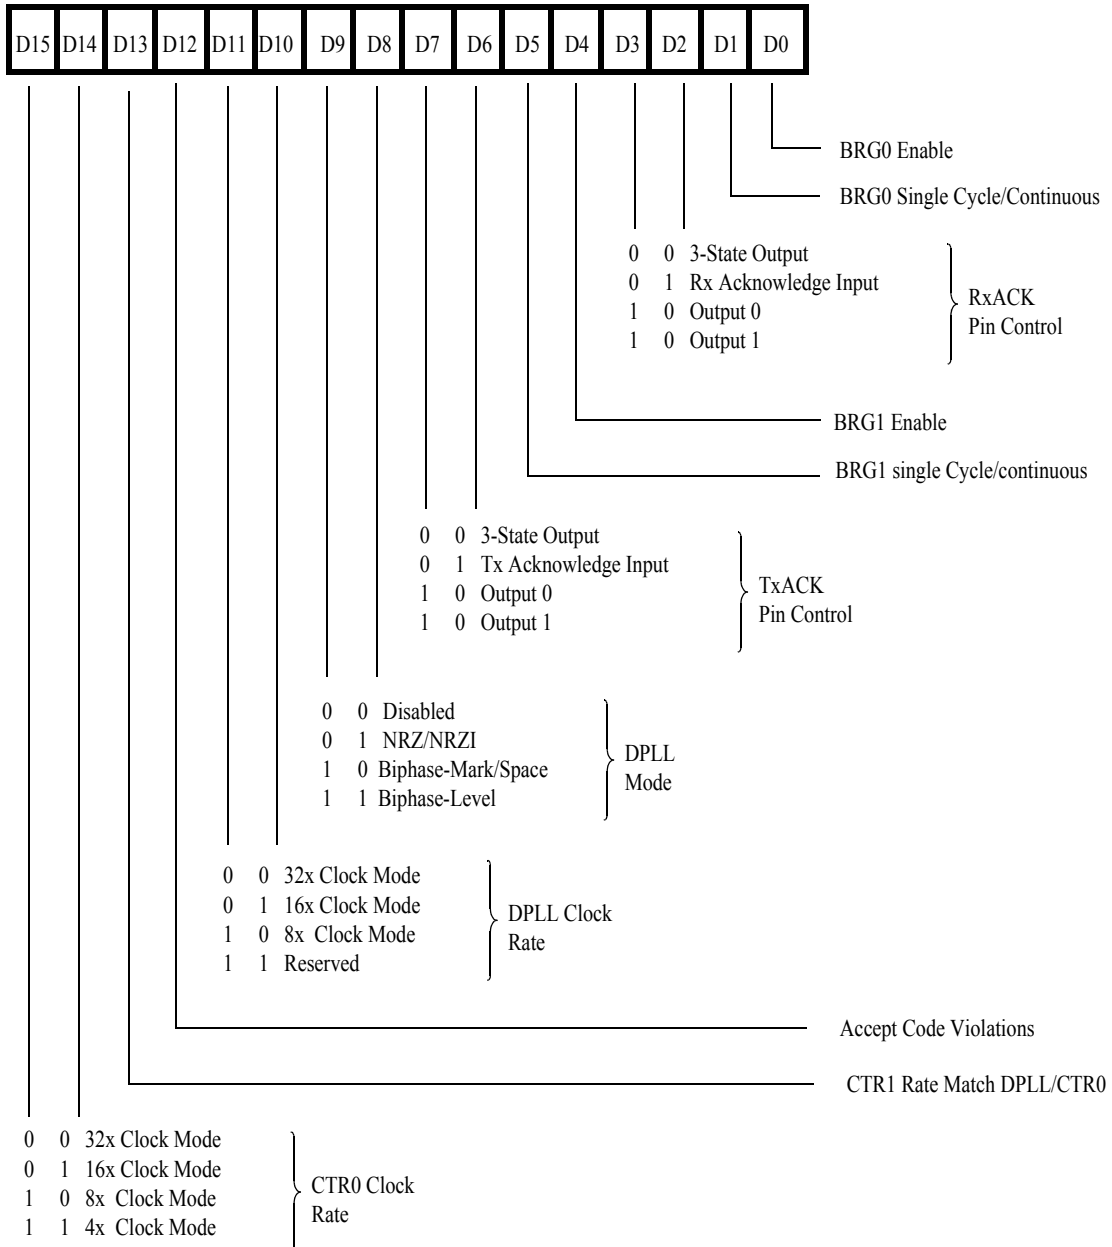 D15 D14 D13 D12 D11 D10 D9 D8 D7 D6 D5 D4 D3 D2 D1 D0
BRG0 Enable
BRG0 Single Cycle/Continuous
0 0 3-State Output
0 1 Rx Acknowledge Input
1 0 Output 0
1 0 Output 1
RxACK
Pin Control
BRG1 Enable
BRG1 single Cycle/continuous
0 0 3-State Output
0 1 Tx Acknowledge Input
1 0 Output 0
1 0 Output 1
TxACK
Pin Control
0 0 Disabled
0 1 NRZ/NRZI
1 0 Biphase-Mark/Space
1 1 Biphase-Level
DPLL
Mode
0 0 32x Clock Mode
0 1 16x Clock Mode
1 0 8x Clock Mode
1 1 Reserved
DPLL Clock
Rate
Accept Code Violations
CTR1 Rate Match DPLL/CTR0
0 0 32x Clock Mode
0 1 16x Clock Mode
1 0 8x Clock Mode
1 1 4x Clock Mode
CTR0 Clock
Rate